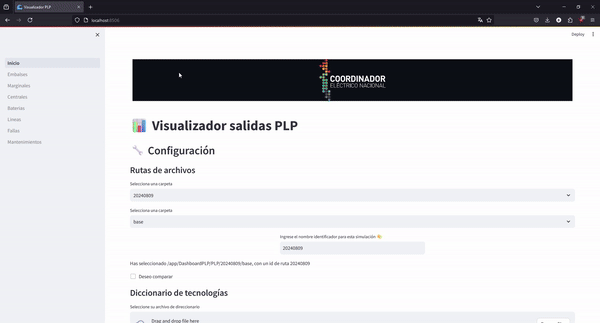 Visualizador PLP
localhost:8506
Deploy
Inicio
Embalses
Marginales
Centrales
Baterías
Líneas
Fallas
Mantenimientos
COORDINADOR
ELÉCTRICO NACIONAL
Visualizador salidas PLP
Configuración
Rutas de archivos
Selecciona una carpeta
20240809
Selecciona una carpeta
base
Ingrese el nombre identificador para esta simulación
20240809
Has seleccionado /app/DashboardPLP/PLP/20240809/base, con un id de ruta 20240809
Deseo comparar
Diccionario de tecnologías
Seleccione su archivo de direccionario
Drag and drop file here